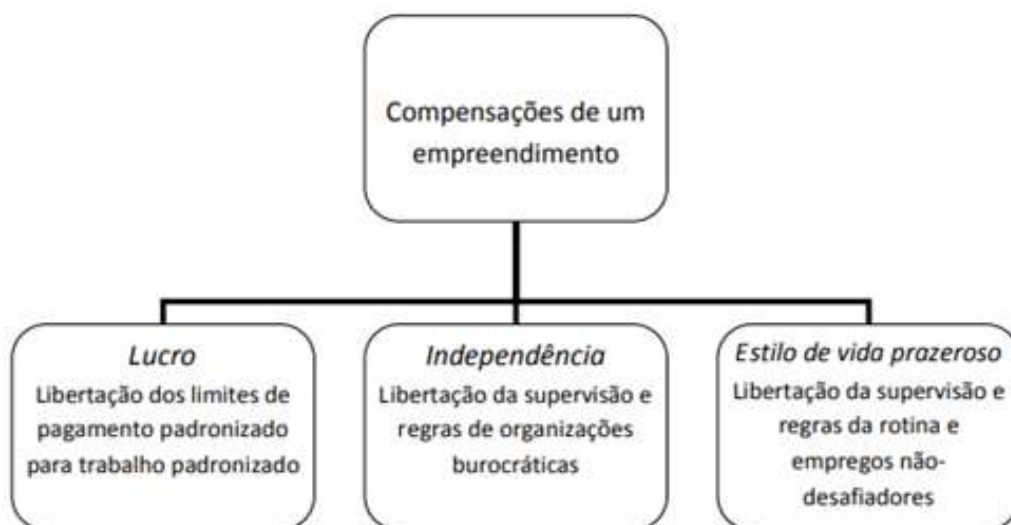 Compensações de um
empreendimento
Lucro
Libertação dos limites de
pagamento padronizado
para trabalho padronizado
Independência
Libertação da supervisão e
regras de organizações
burocráticas
Estilo de vida prazeroso
Libertação da supervisão e
regras da rotina e
empregos não-
desafiadores